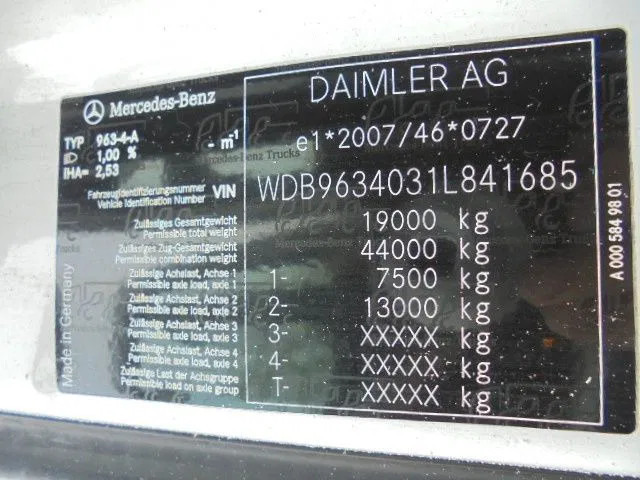 Mercedes-Benz
DAIMLER AG
TYP 963-4-A
1,00 % - m-1
IHA= 2,53
e1*2007/46*0727
Fahrzeugidentifizierungsnummer
Vehicle Identification Number VIN WDB9634031L841685
Zulässiges Gesamtgewicht
Permissible total weight 19000 kg
Zulässige Zug-Gesamtgewicht
Permissible combination weight 44000 kg
Zulässige Achslast, Achse 1
Permissible axle load, axle 1 1- 7500 kg
Zulässige Achslast, Achse 2
Permissible axle load, axle 2 2- 13000 kg
Zulässige Achslast, Achse 3
Permissible axle load, axle 3 3- XXXXX kg
Zulässige Achslast, Achse 4
Permissible axle load, axle 4 4- XXXXX kg
Zulässige Last der Achsgruppe
Permissible load on axle group T- XXXXX kg
Made in Germany
A 000 584 98 01
Mercedes-Benz Trucks